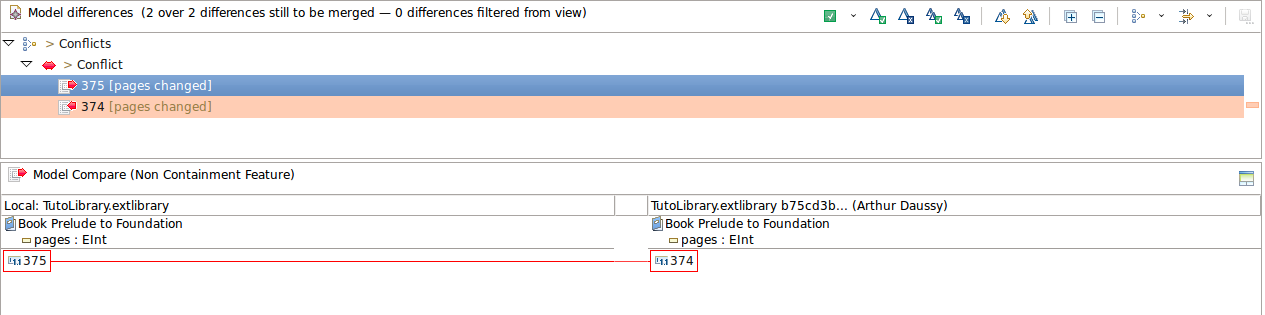 Model differences (2 over 2 differences still to be merged — 0 differences filtered from view)
> Conflicts
> Conflict
375 [pages changed]
374 [pages changed]
Model Compare (Non Containment Feature)
Local: TutoLibrary.extlibrary
TutoLibrary.extlibrary b75cd3b... (Arthur Daussy)
Book Prelude to Foundation
Book Prelude to Foundation
pages : EInt
pages : EInt
375
374